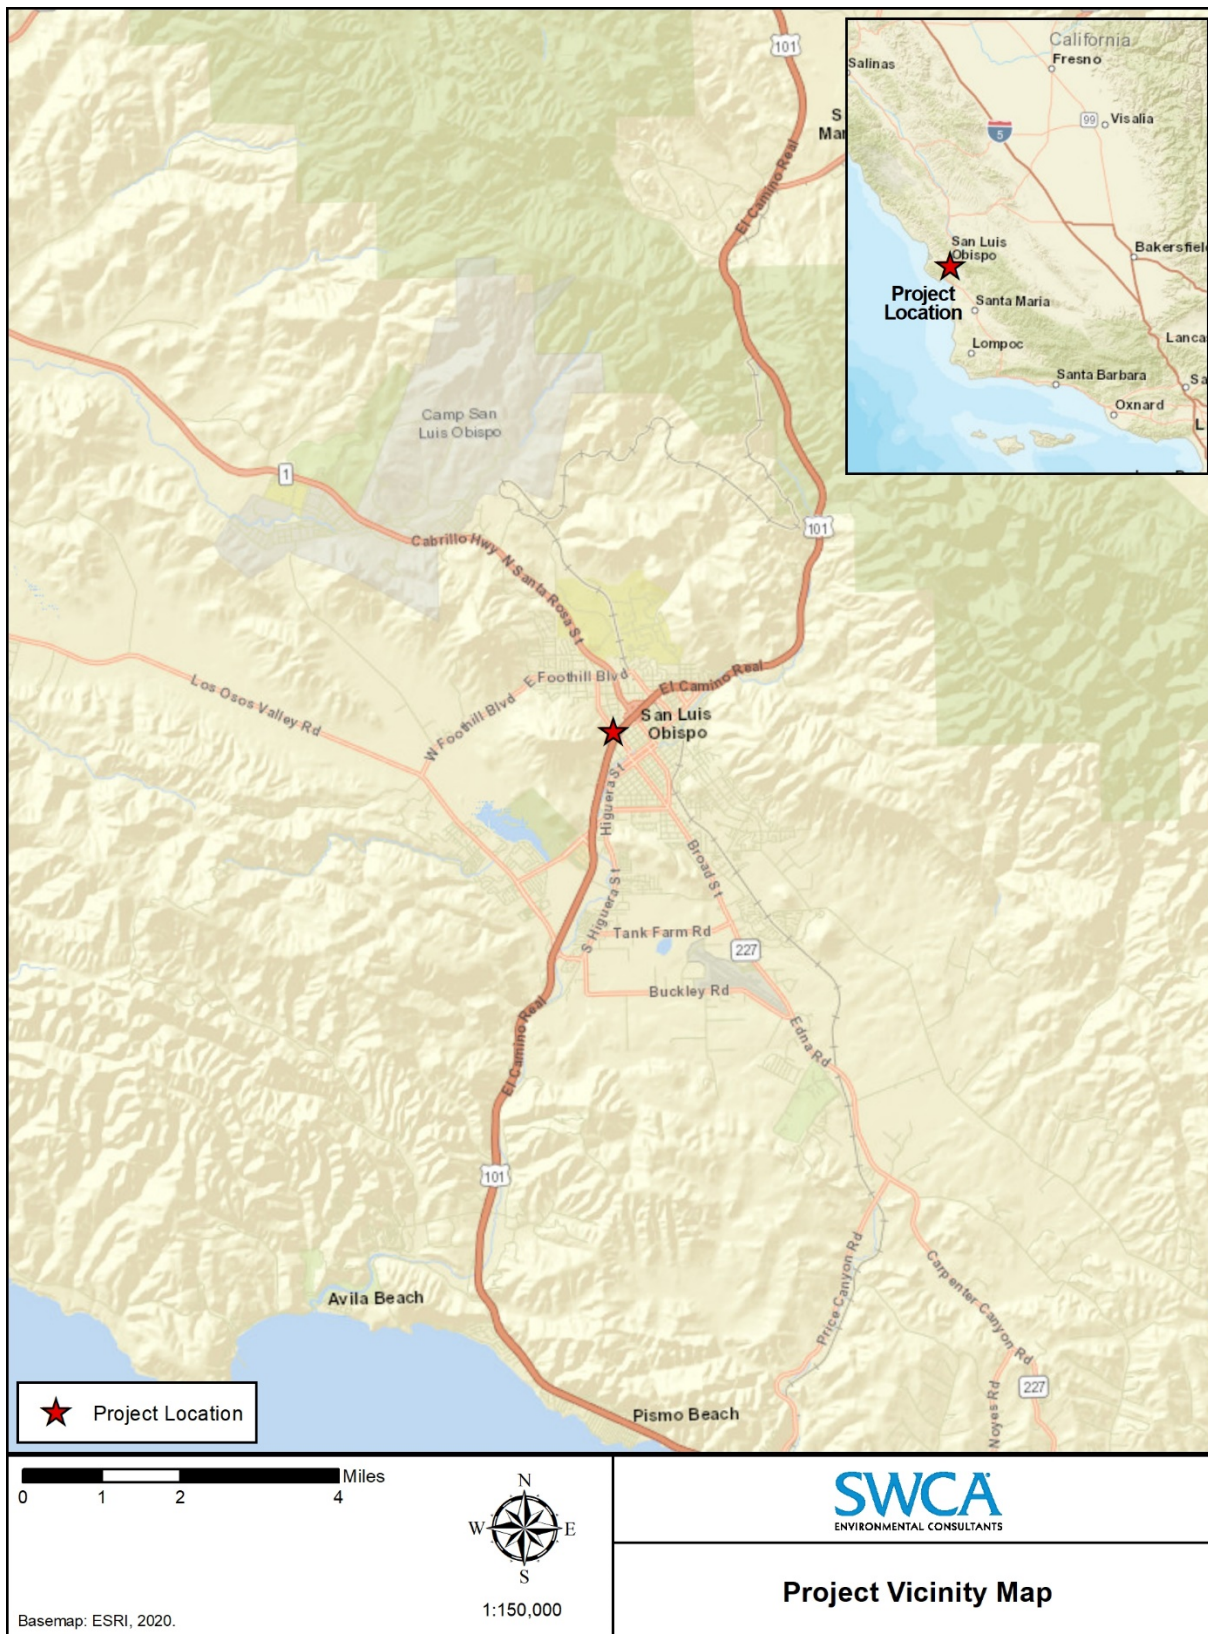 101
S
Mar
El Camino Real
Camp San
Luis Obispo
1
101
Cabrillo Hwy
N Santa Rosa St
E Foothill Blvd
El Camino Real
Los Osos Valley Rd
W Foothill Blvd
San Luis
Obispo
Higuera St
Broad St
S Higuera St
Tank Farm Rd
227
Buckley Rd
El Camino Real
Edna Rd
101
Price Canyon Rd
Carpenter Canyon Rd
Avila Beach
227
Noyes Rd
Pismo Beach
California
Salinas
Fresno
99
Visalia
5
San Luis
Obispo
Bakersfiel
Project
Location
Santa Maria
Lompoc
Lanca
Santa Barbara
Sa
Oxnard
L
Project Location
Miles
0 1 2 4
N
W E
S
1:150,000
Basemap: ESRI, 2020.
SWCA
ENVIRONMENTAL CONSULTANTS
Project Vicinity Map